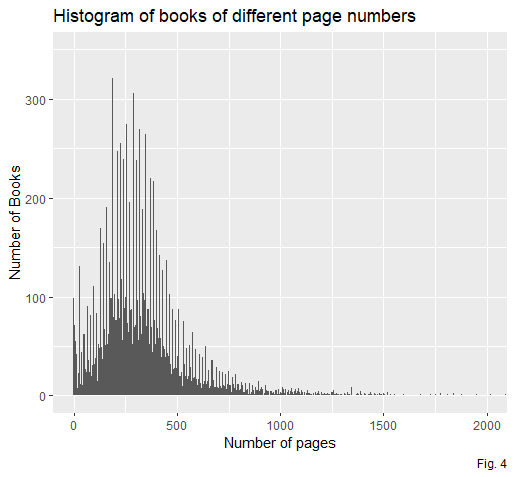 Histogram of books of different page numbers
300
200
100
0
Number of Books
0 500 1000 1500 2000
Number of pages
Fig. 4